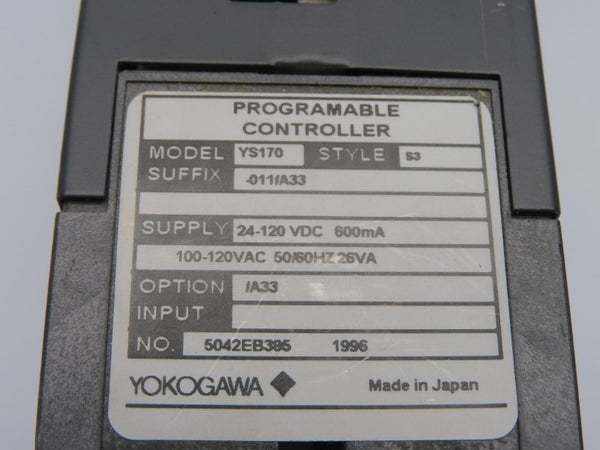 PROGRAMABLE
CONTROLLER
MODEL YS170 STYLE S3
SUFFIX -011/A33
SUPPLY 24-120 VDC 600mA
100-120VAC 50/60HZ 26VA
OPTION /A33
INPUT
NO. 5042EB385 1996
YOKOGAWA Made in Japan